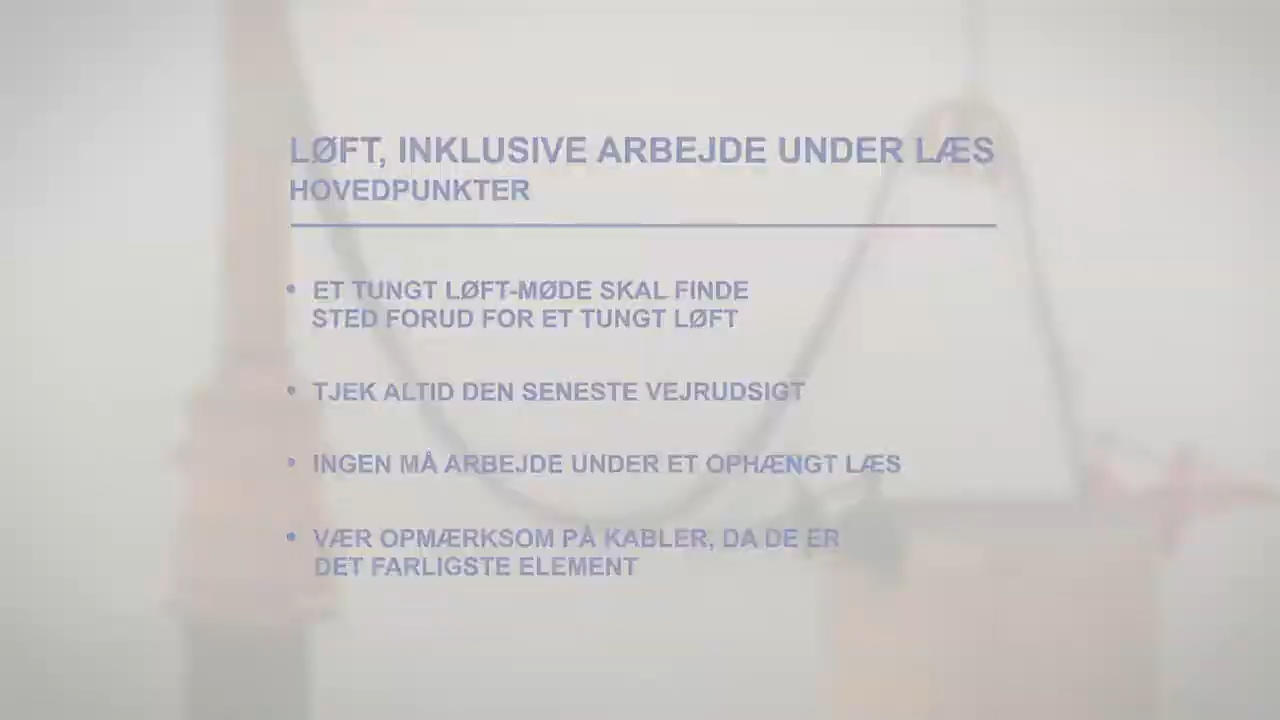 LØFT, INKLUSIVE ARBEJDE UNDER LÆS
HOVEDPUNKTER
• ET TUNGT LØFT-MØDE SKAL FINDE
STED FORUD FOR ET TUNGT LØFT
• TJEK ALTID DEN SENESTE VEJRUDSIGT
• INGEN MÅ ARBEJDE UNDER ET OPHÆNGT LÆS
• VÆR OPMÆRKSOM PÅ KABLER, DA DE ER
DET FARLIGSTE ELEMENT